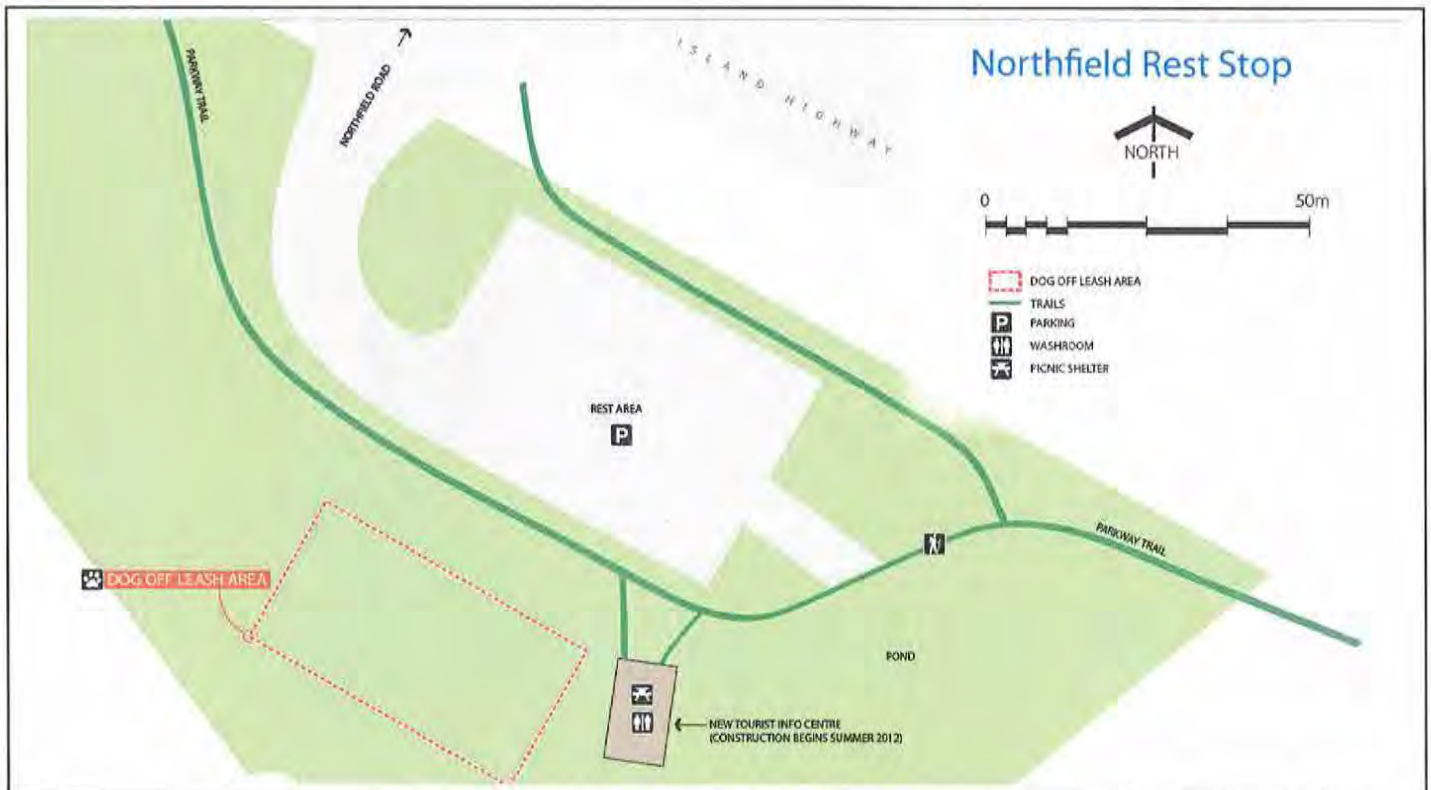 Northfield Rest Stop
NORTH
0 50m
DOG OFF LEASH AREA
TRAILS
P PARKING
WASHROOM
PICNIC SHELTER
PARKWAY TRAIL
NORTHFIELD ROAD
ISLAND HIGHWAY
REST AREA
P
PARKWAY TRAIL
DOG OFF LEASH AREA
POND
NEW TOURIST INFO CENTRE
(CONSTRUCTION BEGINS SUMMER 2012)